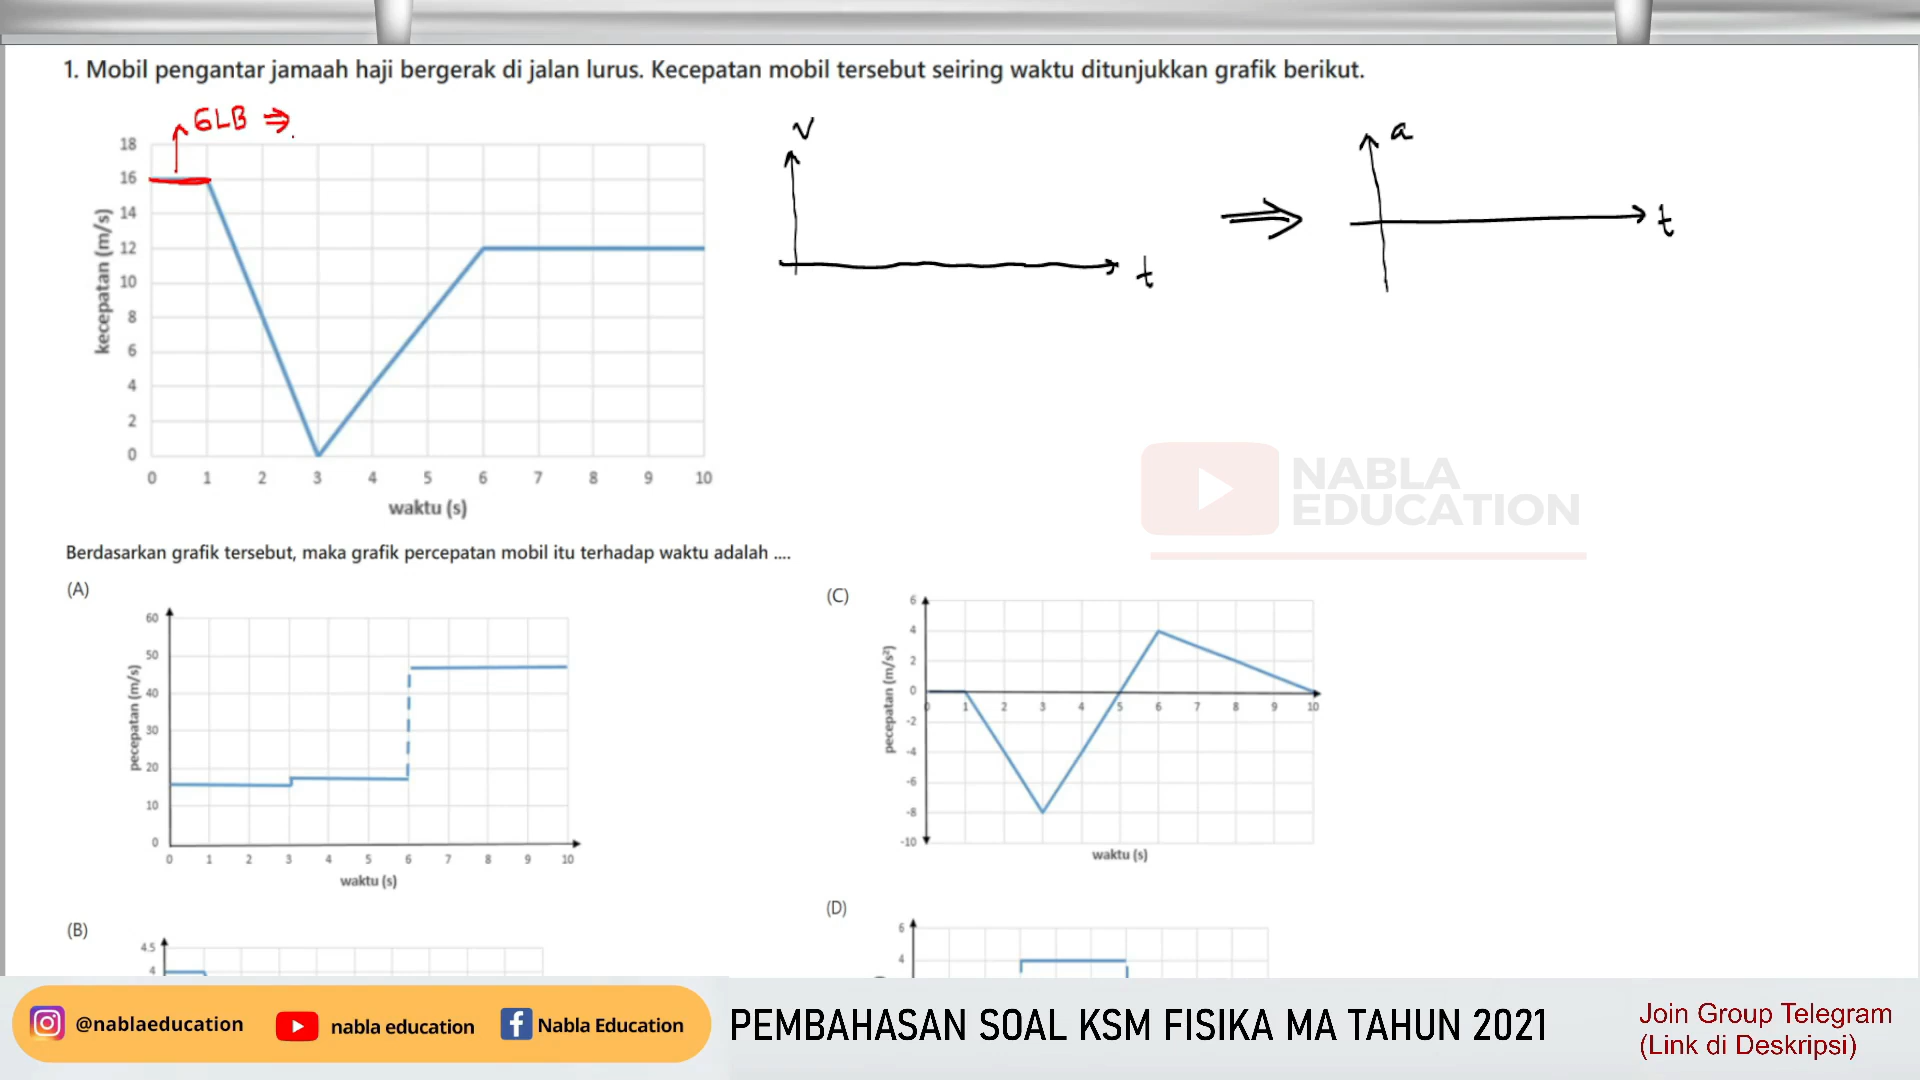 1. Mobil pengantar jamaah haji bergerak di jalan lurus. Kecepatan mobil tersebut seiring waktu ditunjukkan grafik berikut.
GLB ⇒
18
16
14
12
10
8
6
4
2
0
kecepatan (m/s)
0 1 2 3 4 5 6 7 8 9 10
waktu (s)
v
t
⇒
a
t
NABLA
EDUCATION
Berdasarkan grafik tersebut, maka grafik percepatan mobil itu terhadap waktu adalah ....
(A)
60
50
40
30
20
10
0
pecepatan (m/s)
0 1 2 3 4 5 6 7 8 9 10
waktu (s)
(C)
6
4
2
0
-2
-4
-6
-8
-10
pecepatan (m/s²)
0 1 2 3 4 5 6 7 8 9 10
waktu (s)
(B)
4.5
4
(D)
6
4
@nablaeducation
nabla education
Nabla Education
PEMBAHASAN SOAL KSM FISIKA MA TAHUN 2021
Join Group Telegram
(Link di Deskripsi)